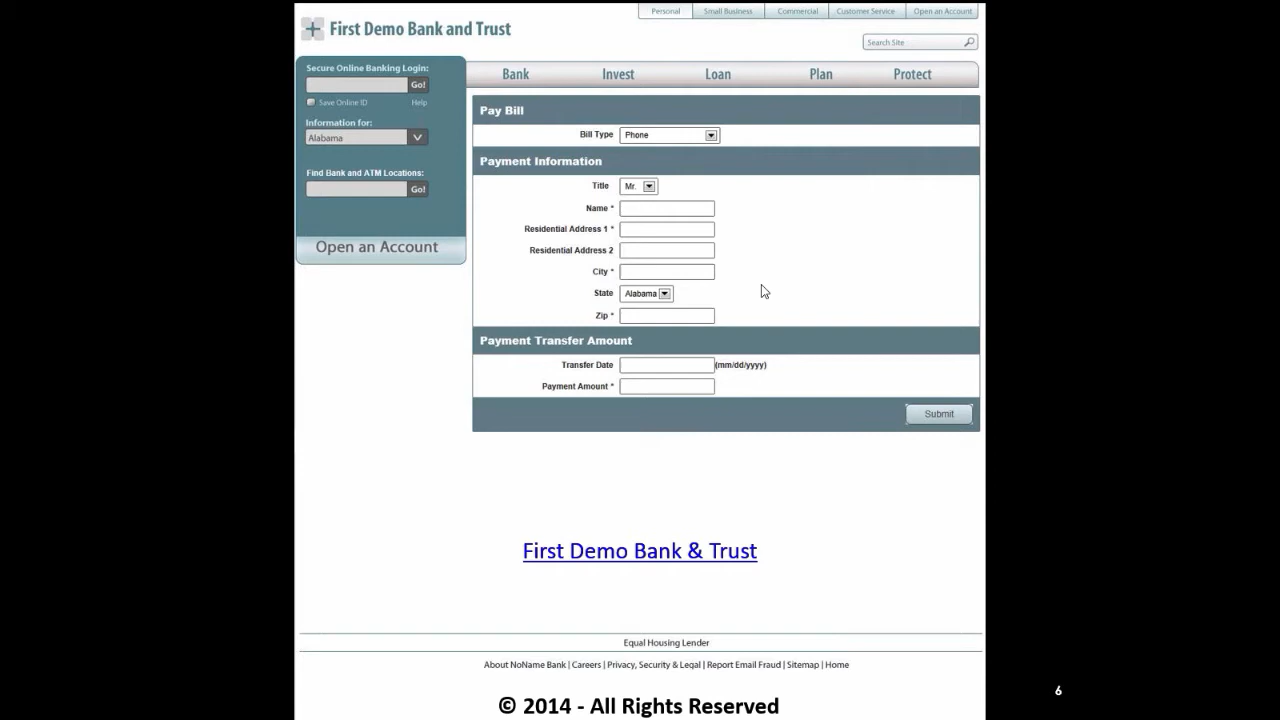 Personal
Small Business
Commercial
Customer Service
Open an Account
First Demo Bank and Trust
Search Site
Secure Online Banking Login:
Go!
Save Online ID
Help
Information for:
Alabama
Find Bank and ATM Locations:
Go!
Open an Account
Bank
Invest
Loan
Plan
Protect
Pay Bill
Bill Type Phone
Payment Information
Title Mr.
Name *
Residential Address 1 *
Residential Address 2
City *
State Alabama
Zip *
Payment Transfer Amount
Transfer Date (mm/dd/yyyy)
Payment Amount *
Submit
First Demo Bank & Trust
Equal Housing Lender
About NoName Bank | Careers | Privacy, Security & Legal | Report Email Fraud | Sitemap | Home
6
© 2014 - All Rights Reserved